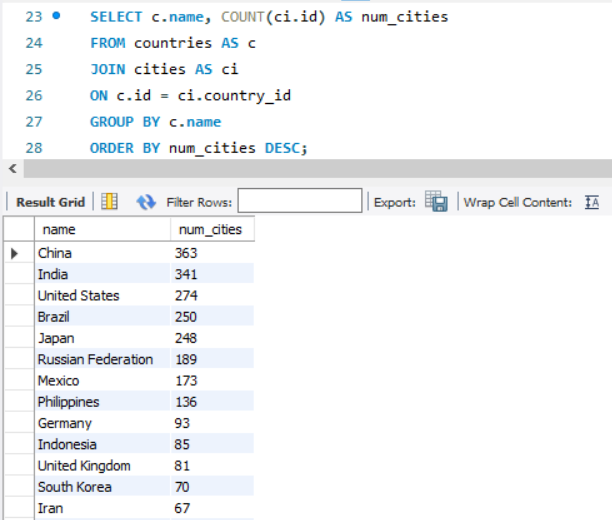 23 SELECT c.name, COUNT(ci.id) AS num_cities
24 FROM countries AS c
25 JOIN cities AS ci
26 ON c.id = ci.country_id
27 GROUP BY c.name
28 ORDER BY num_cities DESC;
Result Grid Filter Rows: Export: Wrap Cell Content:
name num_cities
China 363
India 341
United States 274
Brazil 250
Japan 248
Russian Federation 189
Mexico 173
Philippines 136
Germany 93
Indonesia 85
United Kingdom 81
South Korea 70
Iran 67